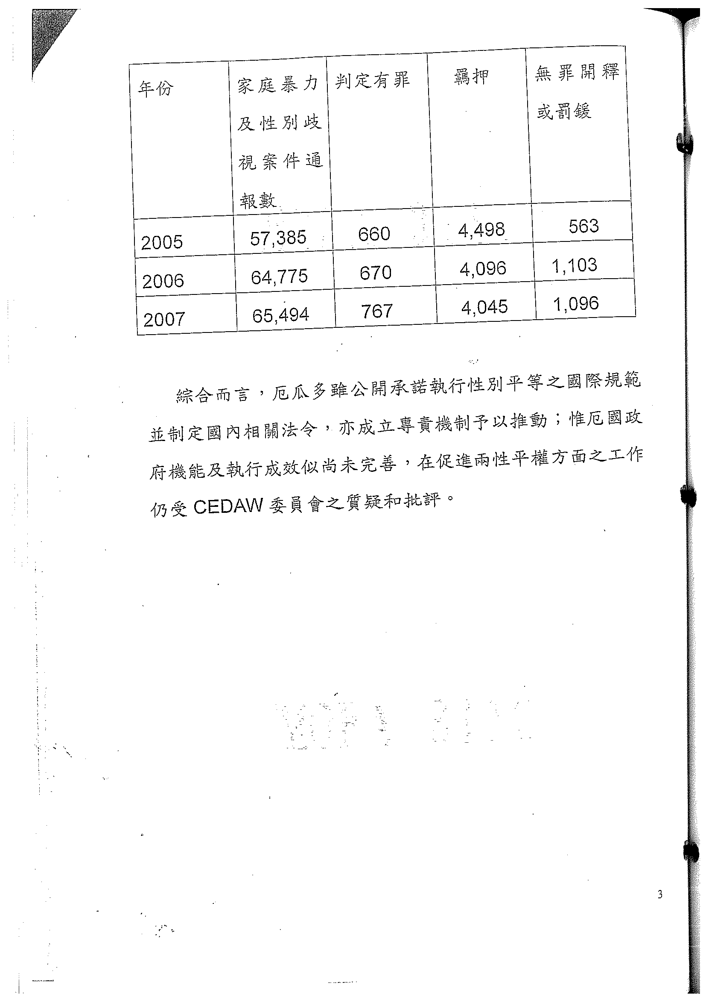 年份 家庭暴力及性別歧視案件通報數 判定有罪 羈押 無罪開釋或罰鍰
2005 57,385 660 4,498 563
2006 64,775 670 4,096 1,103
2007 65,494 767 4,045 1,096
綜合而言，厄瓜多雖公開承諾執行性別平等之國際規範
並制定國內相關法令，亦成立專責機制予以推動；惟厄國政
府機能及執行成效似尚未完善，在促進兩性平權方面之工作
仍受 CEDAW 委員會之質疑和批評。
3